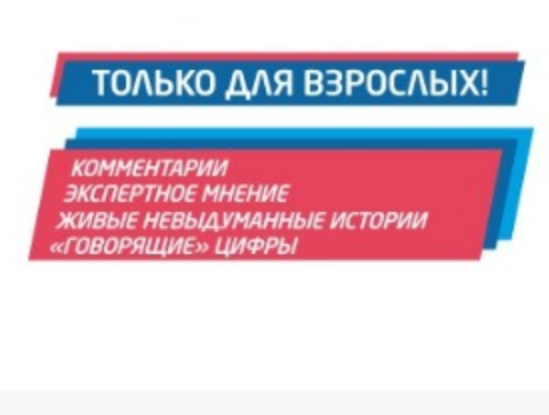 ТОЛЬКО ДЛЯ ВЗРОСЛЫХ!
КОММЕНТАРИИ
ЭКСПЕРТНОЕ МНЕНИЕ
ЖИВЫЕ НЕВЫДУМАННЫЕ ИСТОРИИ
«ГОВОРЯЩИЕ» ЦИФРЫ